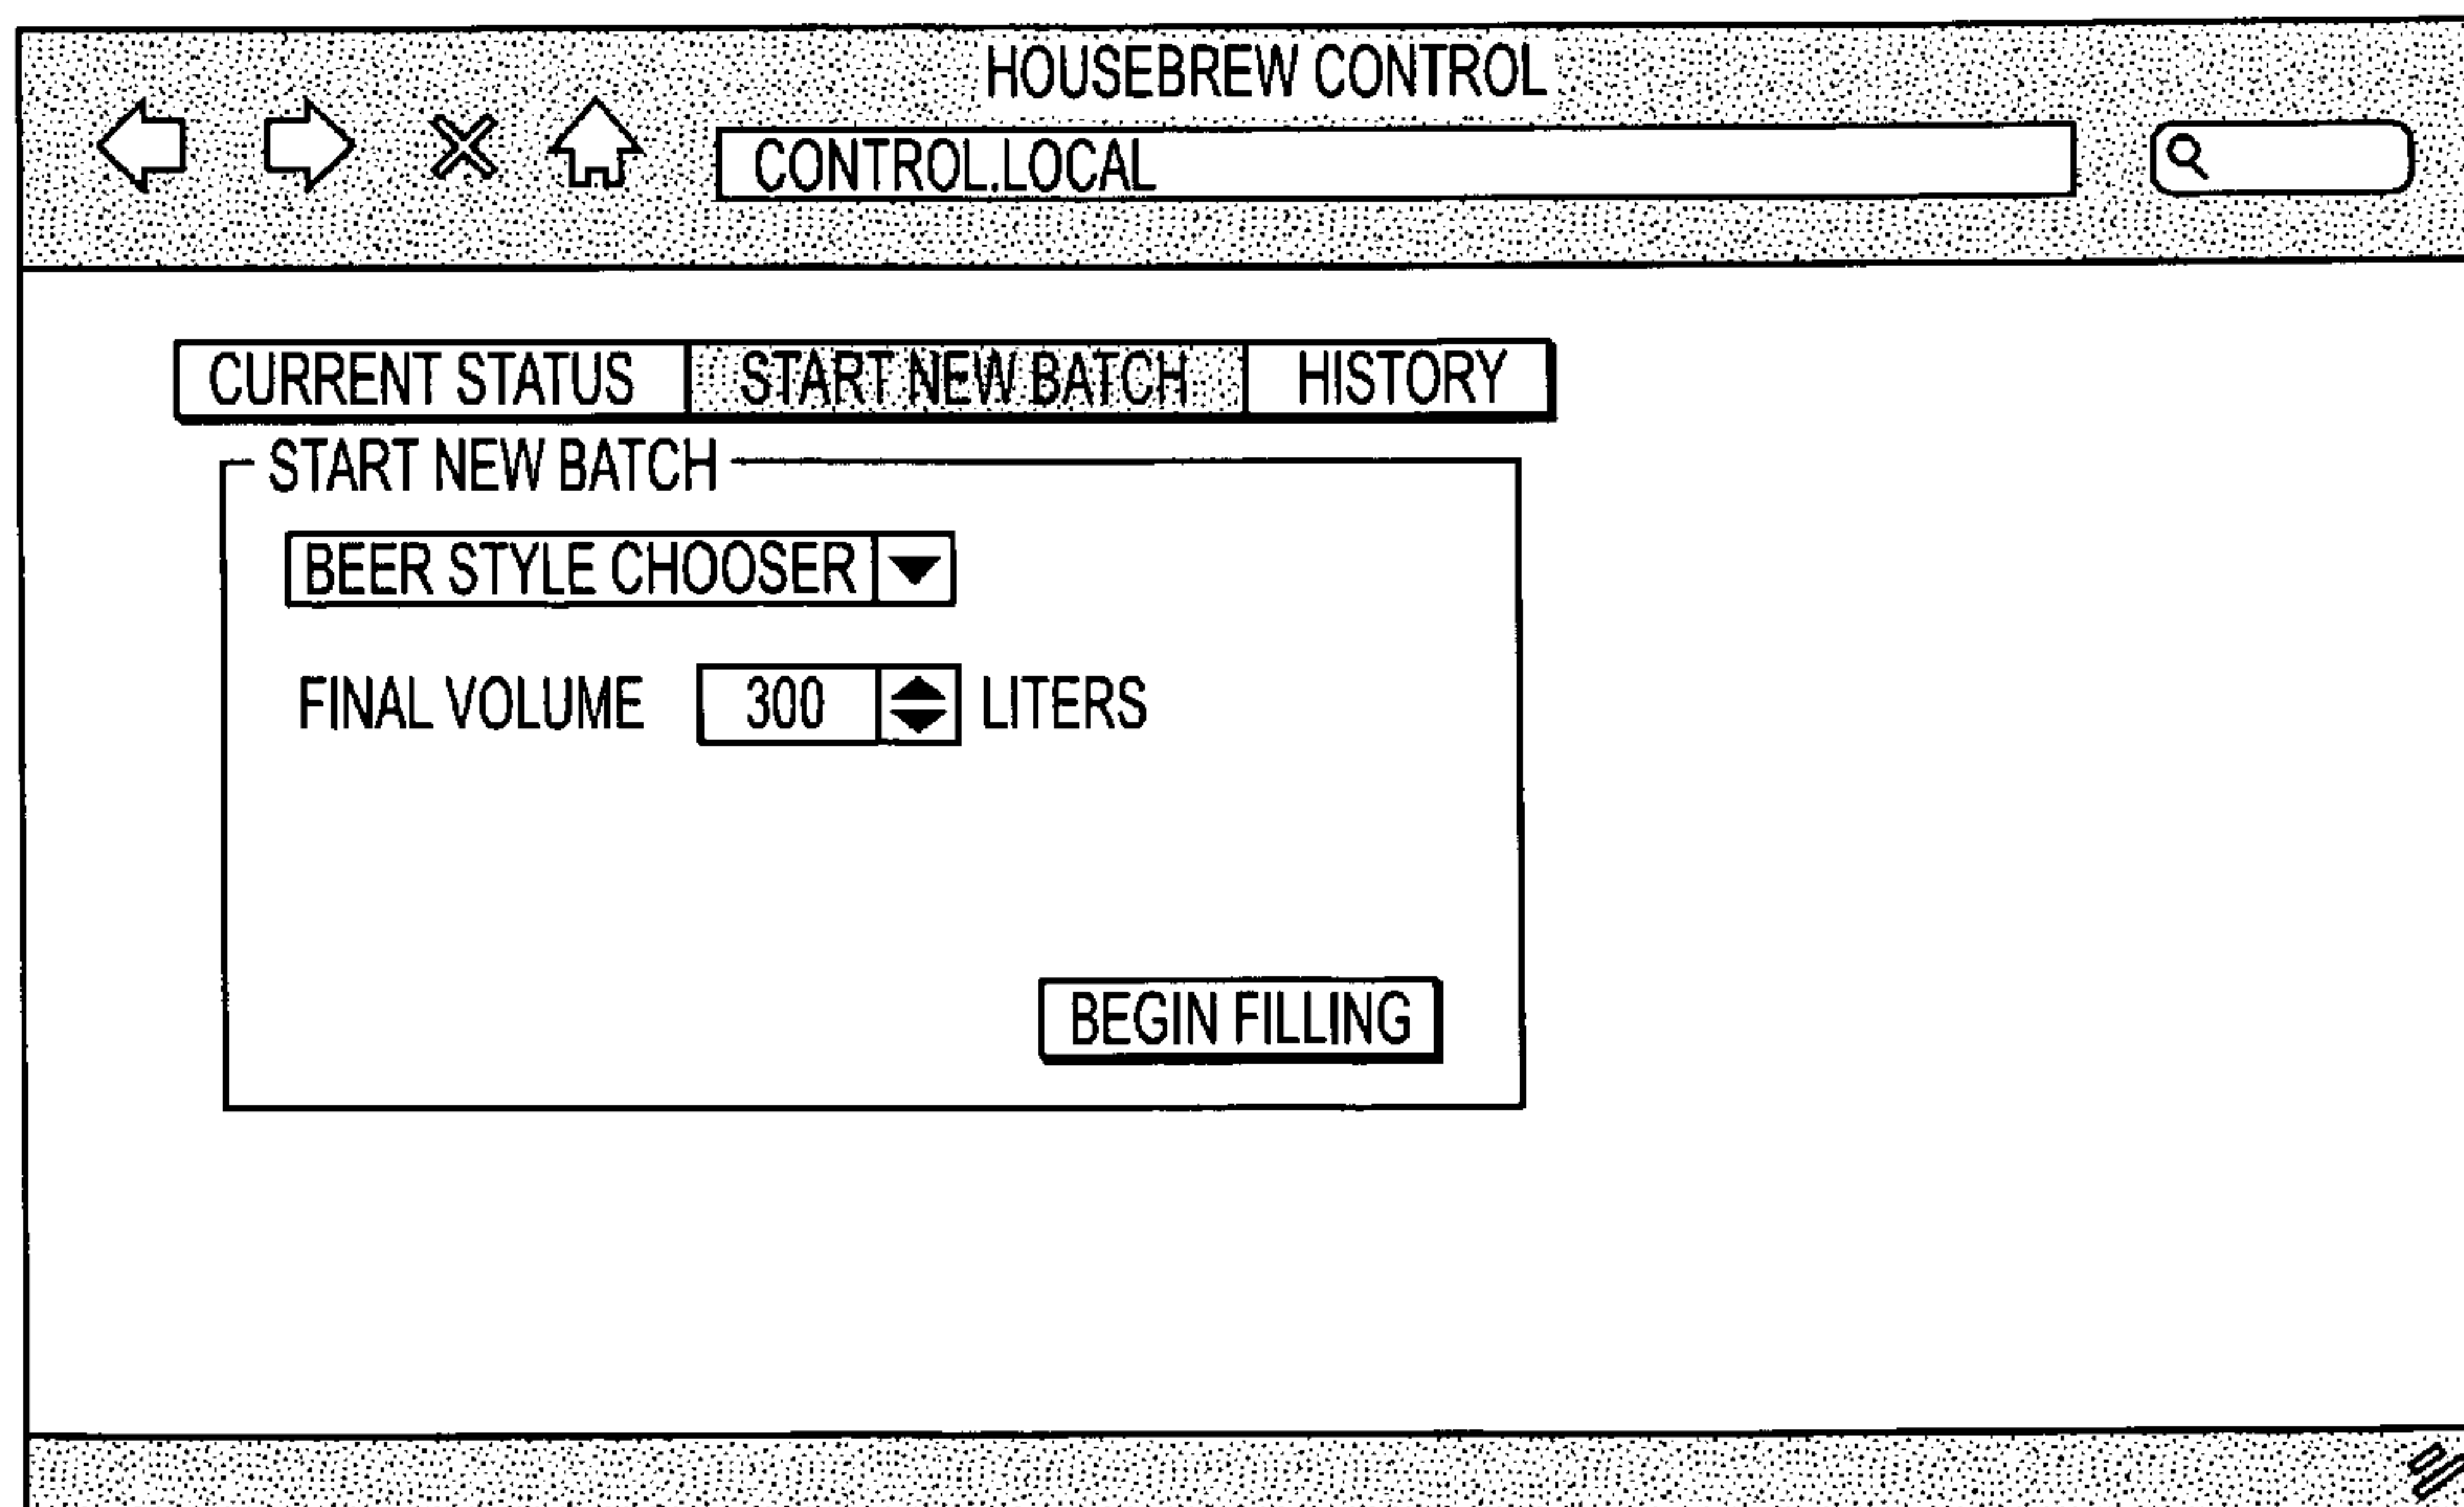 HOUSEBREW CONTROL
CONTROL.LOCAL
CURRENT STATUS START NEW BATCH HISTORY
START NEW BATCH
BEER STYLE CHOOSER
FINAL VOLUME 300 LITERS
BEGIN FILLING